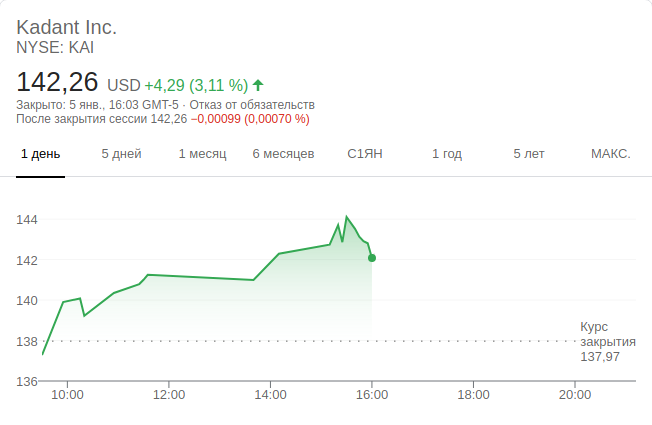 Kadant Inc.
NYSE: KAI
142,26 USD +4,29 (3,11 %)
Закрыто: 5 янв., 16:03 GMT-5 · Отказ от обязательств
После закрытия сессии 142,26 −0,00099 (0,00070 %)
1 день 5 дней 1 месяц 6 месяцев С1ЯН 1 год 5 лет МАКС.
144
142
140
138
136
Курс
закрытия
137,97
10:00 12:00 14:00 16:00 18:00 20:00